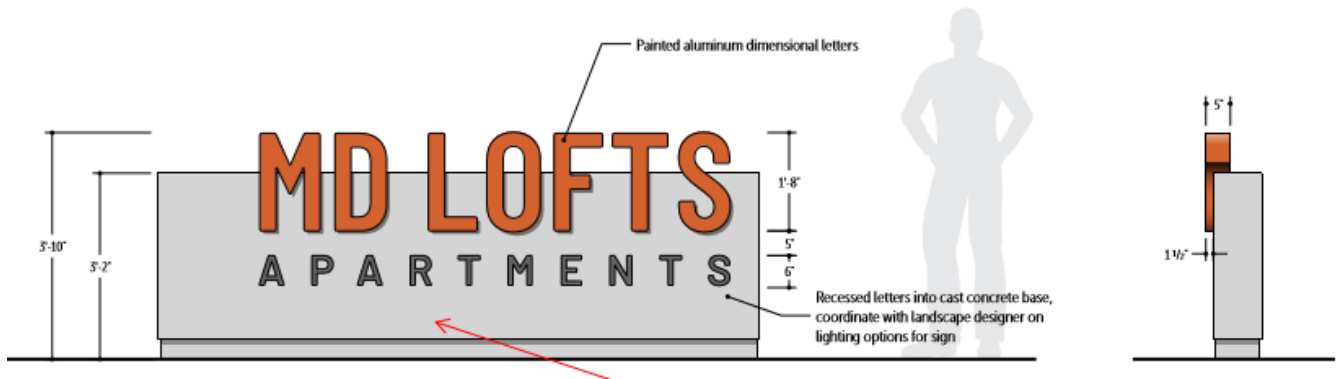 Painted aluminum dimensional letters
5"
MD LOFTS
1'-8"
3'-10"
3'-2"
5"
1 1/2"
APARTMENTS
6"
Recessed letters into cast concrete base,
coordinate with landscape designer on
lighting options for sign